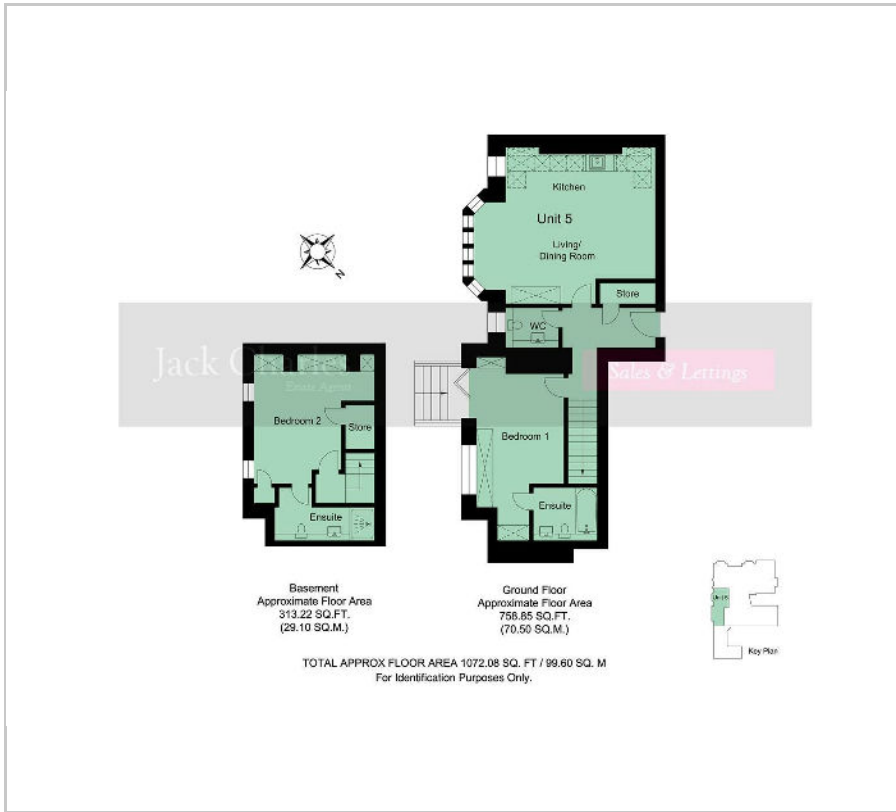 Kitchen
Unit 5
Living/
Dining Room
Store
WC
Jack Charles
Estate Agent
Sales & Lettings
Bedroom 2
Store
Bedroom 1
Ensuite
Ensuite
N
Basement
Approximate Floor Area
313.22 SQ.FT.
(29.10 SQ.M.)
Ground Floor
Approximate Floor Area
758.85 SQ.FT.
(70.50 SQ.M.)
Unit 5
Key Plan
TOTAL APPROX FLOOR AREA 1072.08 SQ. FT / 99.60 SQ. M
For Identification Purposes Only.